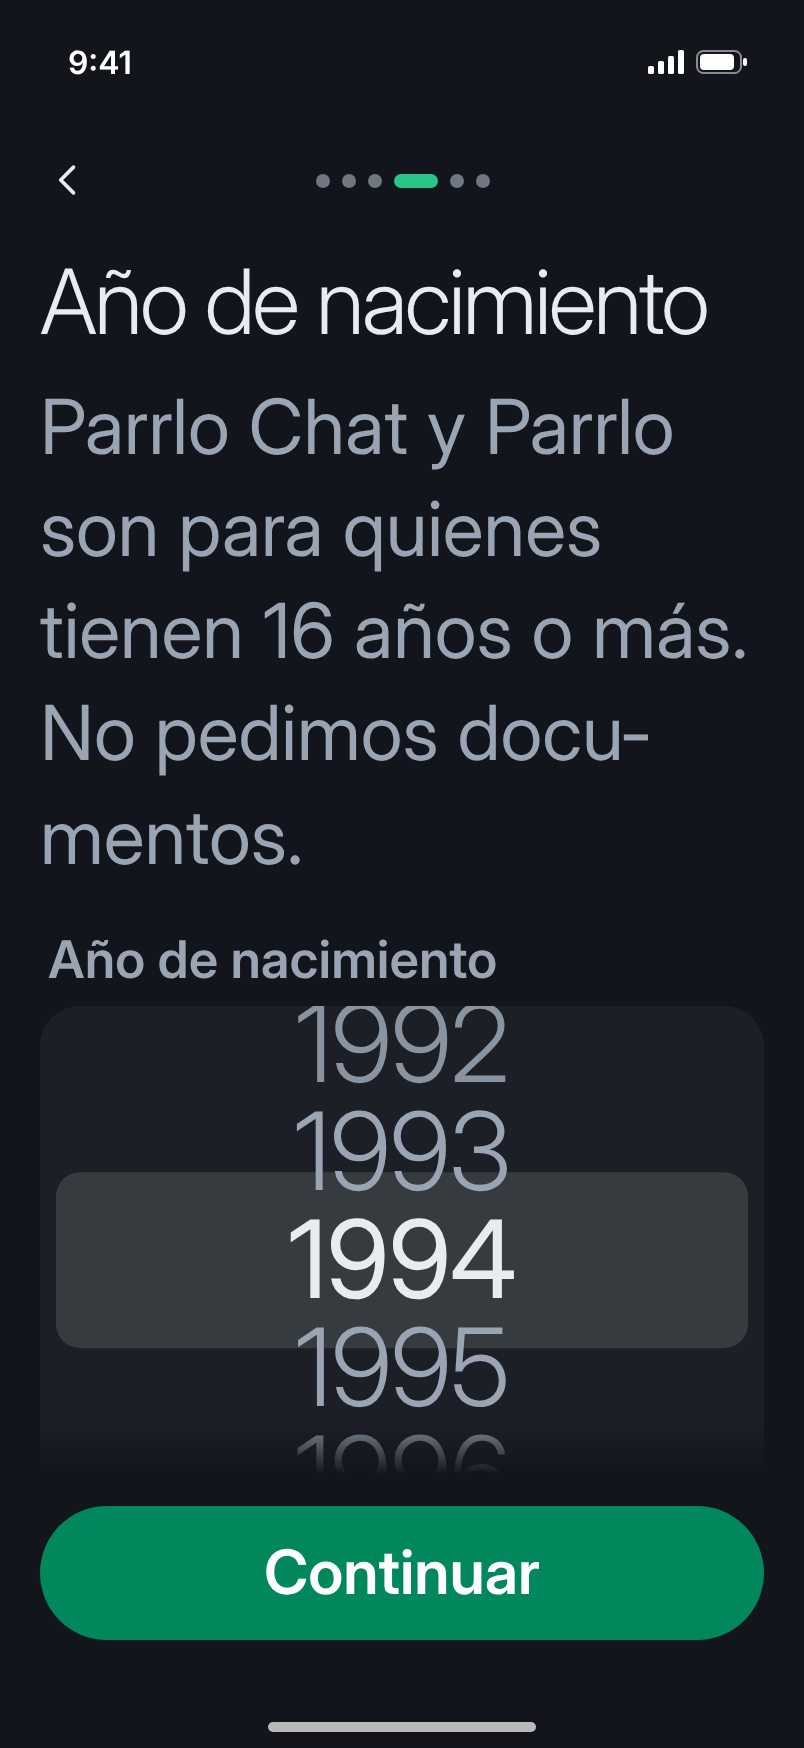 9:41
Año de nacimiento
Parrlo Chat y Parrlo
son para quienes
tienen 16 años o más.
No pedimos docu-
mentos.
Año de nacimiento
1992
1993
1994
1995
1996
Continuar